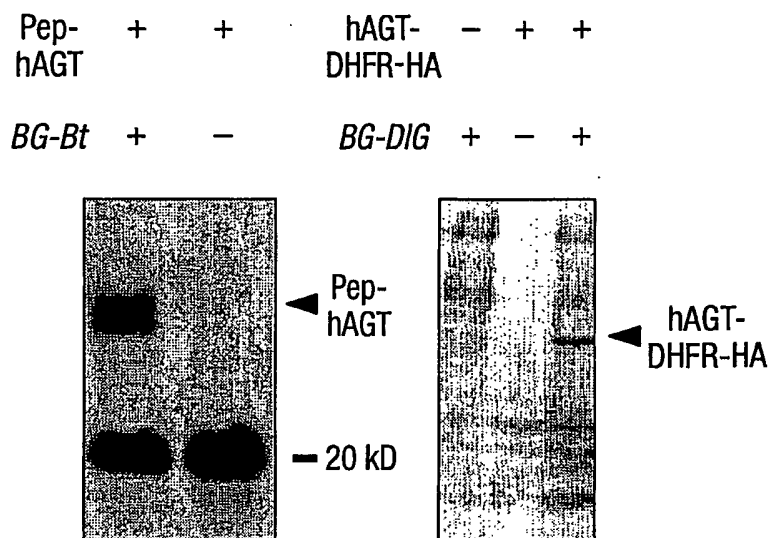 Pep-
hAGT + +
BG-Bt + −
hAGT-
DHFR-HA − + +
BG-DIG + − +
Pep-
hAGT
20 kD
hAGT-
DHFR-HA